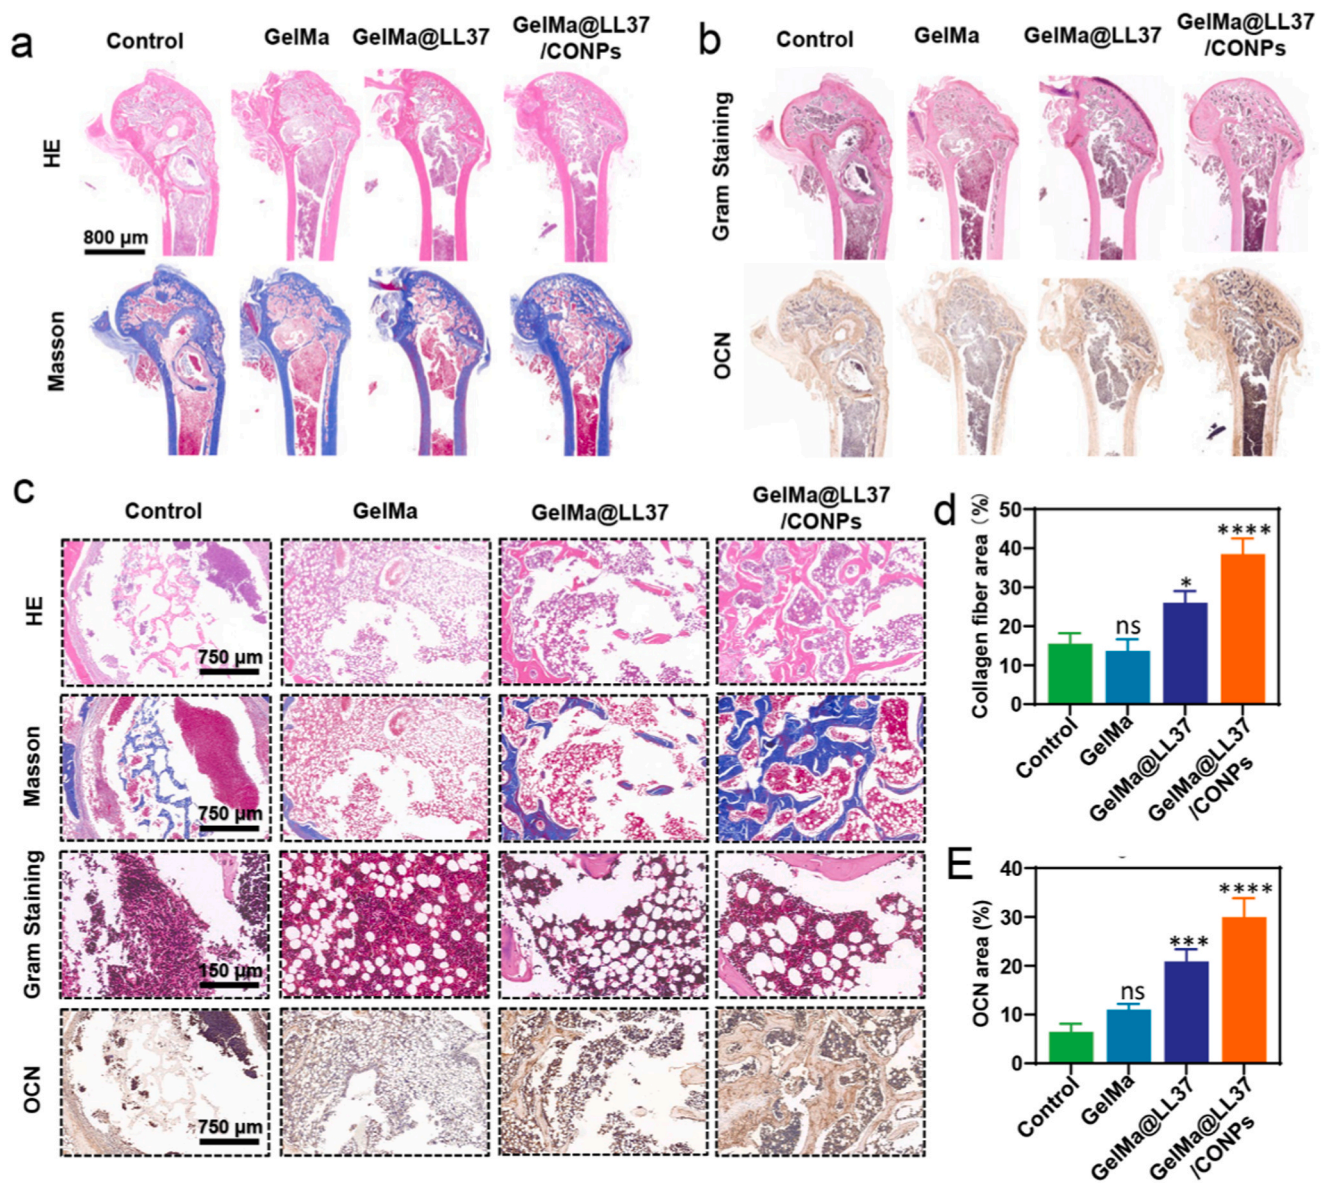 a
Control
GelMa
GelMa@LL37
GelMa@LL37
/CONPs
HE
800 μm
Masson
b
Control
GelMa
GelMa@LL37
GelMa@LL37
/CONPs
Gram Staining
OCN
c
Control
GelMa
GelMa@LL37
GelMa@LL37
/CONPs
HE
750 μm
Masson
750 μm
Gram Staining
150 μm
OCN
750 μm
d
Collagen fiber area (%)
50
40
30
20
10
0
ns
*
****
Control
GelMa
GelMa@LL37
GelMa@LL37
/CONPs
E
OCN area (%)
40
30
20
10
0
ns
***
****
Control
GelMa
GelMa@LL37
GelMa@LL37
/CONPs